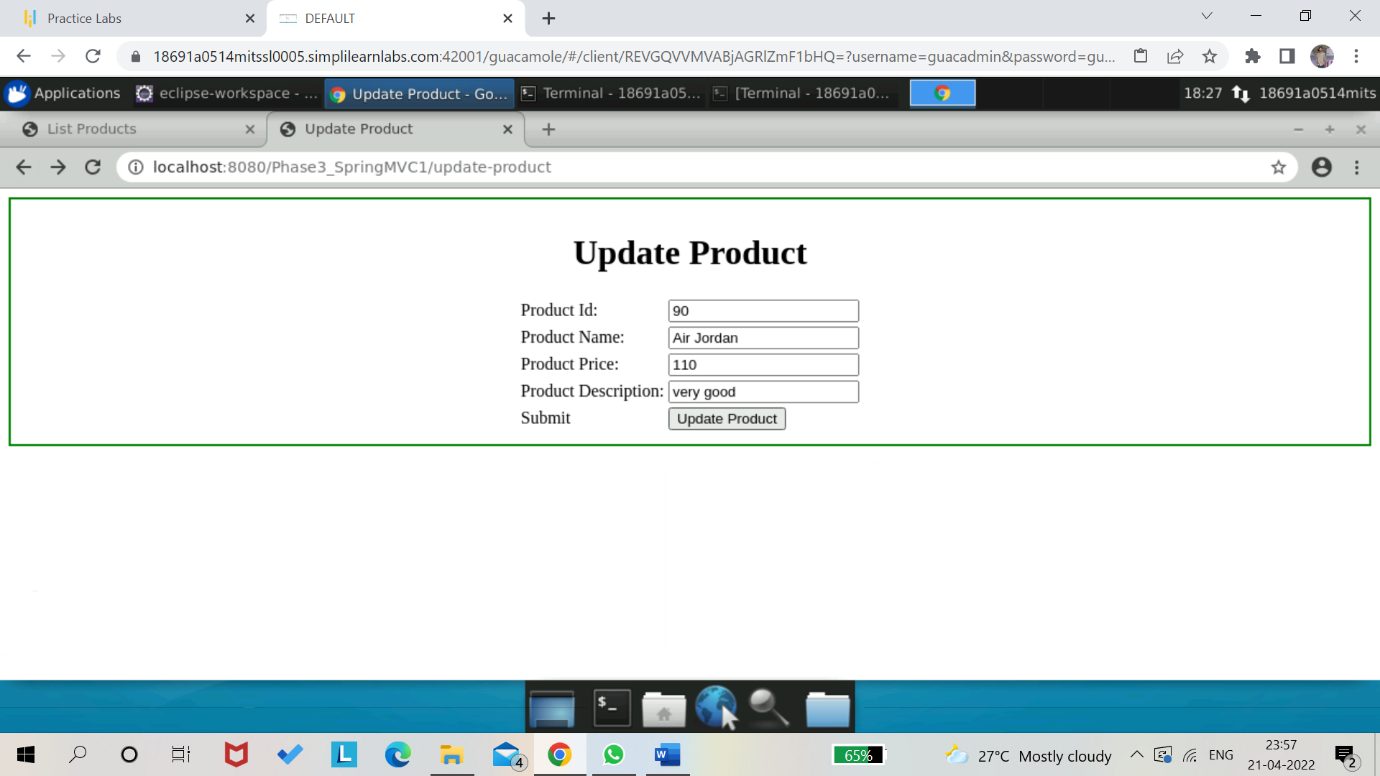 Practice Labs
DEFAULT
18691a0514mitssl0005.simplilearnlabs.com:42001/guacamole/#/client/REVGQVVMVABjAGRlZmF1bHQ=?username=guacadmin&password=gu...
Applications
eclipse-workspace - ...
Update Product - Go...
Terminal - 18691a05...
[Terminal - 18691a0...
18:27
18691a0514mits
List Products
Update Product
localhost:8080/Phase3_SpringMVC1/update-product
Update Product
Product Id: 90
Product Name: Air Jordan
Product Price: 110
Product Description: very good
Submit Update Product
$_
L
4
W
65%
27°C Mostly cloudy
ENG
23:57
21-04-2022
2